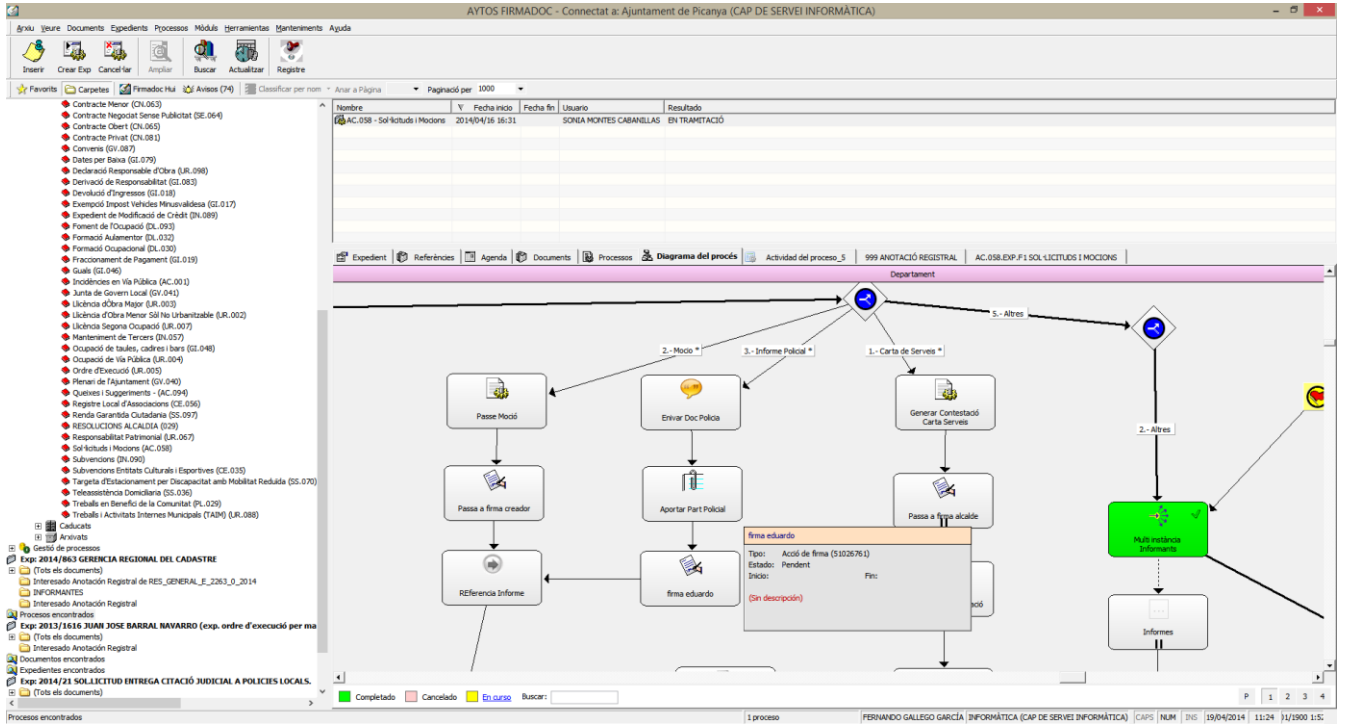 AYTOS FIRMADOC - Connectat a: Ajuntament de Picanya (CAP DE SERVEI INFORMÀTICA)
Arxiu Veure Documents Expedients Processos Mòduls Herramientas Manteniments Ayuda
Inserir Crear Exp Cancel·lar Ampliar Buscar Actualitzar Registre
Favorits Carpetes Firmadoc Hui Avisos (74) Classificar per nom Anar a Pàgina Paginació per 1000
Contracte Menor (CN.063)
Contracte Negociat Sense Publicitat (SE.064)
Contracte Obert (CN.065)
Contracte Privat (CN.081)
Convenis (GV.087)
Dates per Baixa (GI.079)
Declaració Responsable d'Obra (UR.098)
Derivació de Responsabilitat (GI.083)
Devolució d'Ingressos (GI.018)
Exempció Impost Vehides Minusvalidesa (GI.017)
Expedient de Modificació de Crèdit (IN.089)
Foment de l'Ocupació (DL.093)
Formació Aulamentor (DL.032)
Formació Ocupacional (DL.030)
Fraccionament de Pagament (GI.019)
Guals (GI.046)
Incidències en Vía Pública (AC.001)
Junta de Govern Local (GV.041)
Llicència dÒbra Major (UR.003)
Llicència d'Obra Menor Sòl No Urbanitzable (UR.002)
Llicència Segona Ocupació (UR.007)
Manteniment de Tercers (IN.057)
Ocupació de taules, cadires i bars (GI.048)
Ocupació de Vía Pública (UR.004)
Ordre d'Execució (UR.005)
Plenari de l'Ajuntament (GV.040)
Queixes i Suggeriments - (AC.094)
Registre Local d'Associacions (CE.056)
Renda Garantida Ciutadania (SS.097)
RESOLUCIONS ALCALDIA (029)
Responsabilitat Patrimonial (UR.067)
Sol·licituds i Mocions (AC.058)
Subvencions (IN.090)
Subvencions Entitats Culturals i Esportives (CE.035)
Targeta d'Estacionament per Discapacitat amb Mobilitat Reduida (SS.070)
Teleassistència Domiciliaria (SS.036)
Treballs en Benefici de la Comunitat (PL.029)
Treballs i Activitats Internes Municipals (TAIM) (UR.088)
Caducats
Arxivats
Gestió de processos
Exp: 2014/863 GERENCIA REGIONAL DEL CADASTRE
(Tots els documents)
Interesado Anotación Registral de RES_GENERAL_E_2263_0_2014
INFORMANTES
Interesado Anotación Registral
Procesos encontrados
Exp: 2013/1616 JUAN JOSE BARRAL NAVARRO (exp. ordre d'execució per ma
(Tots els documents)
Interesado Anotación Registral
Documentos encontrados
Expedientes encontrados
Exp: 2014/21 SOL.LICITUD ENTREGA CITACIÓ JUDICIAL A POLICIES LOCALS.
(Tots els documents)
Nombre Fecha inicio Fecha fin Usuario Resultado
AC.058 - Sol·licituds i Mocions 2014/04/16 16:31 SONIA MONTES CABANILLAS EN TRAMITACIÓ
Expedient Referències Agenda Documents Processos Diagrama del procés Actividad del proceso_5 999 ANOTACIÓ REGISTRAL AC.058.EXP.F1 SOL·LICITUDS I MOCIONS
Departament
5.- Altres
2.- Mocio *
3.- Informe Policial *
1.- Carta de Serveis *
Passe Moció
Enivar Doc Policia
Generar Contestació
Carta Serveis
2.- Altres
Passa a firma creador
Aportar Part Policial
Passa a firma alcalde
Multi instància
Informants
firma eduardo
Tipo: Acció de firma (51026761)
Estado: Pendent
Inicio: Fin:
(Sin descripción)
REferencia Informe
firma eduardo
ació
Informes
Completado Cancelado En curso Buscar:
P 1 2 3 4
Procesos encontrados
1 proceso
FERNANDO GALLEGO GARCÍA INFORMÀTICA (CAP DE SERVEI INFORMÀTICA) CAPS NUM INS 19/04/2014 11:24 )1/1900 1:52